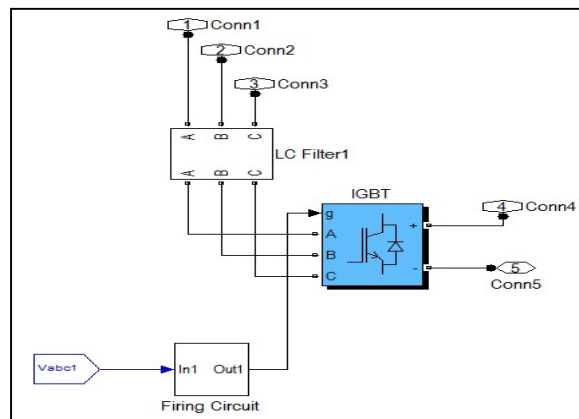 1 Conn1
2 Conn2
3 Conn3
A B C
LC Filter1
A B C
IGBT
g
A
B
C
+
-
4 Conn4
5
Conn5
Vabc1
In1 Out1
Firing Circuit